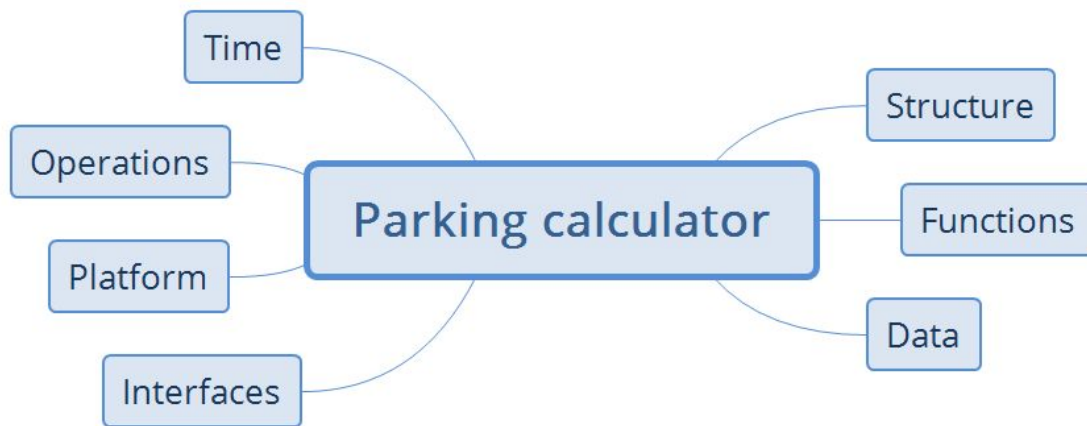 Time
Operations
Platform
Interfaces
Parking calculator
Structure
Functions
Data